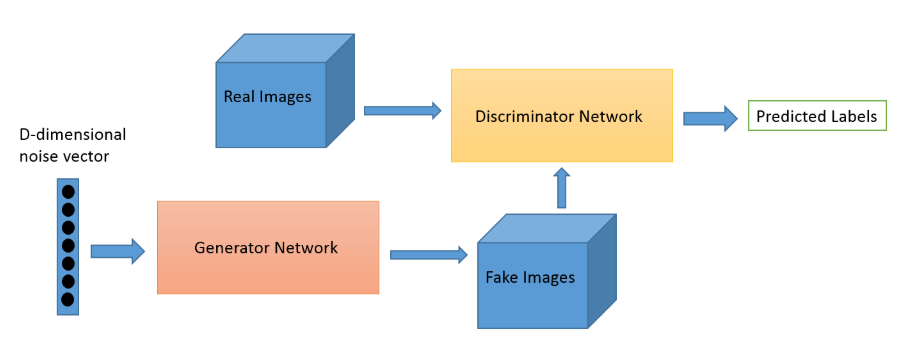 Real Images
Discriminator Network
Predicted Labels
D-dimensional
noise vector
Generator Network
Fake Images